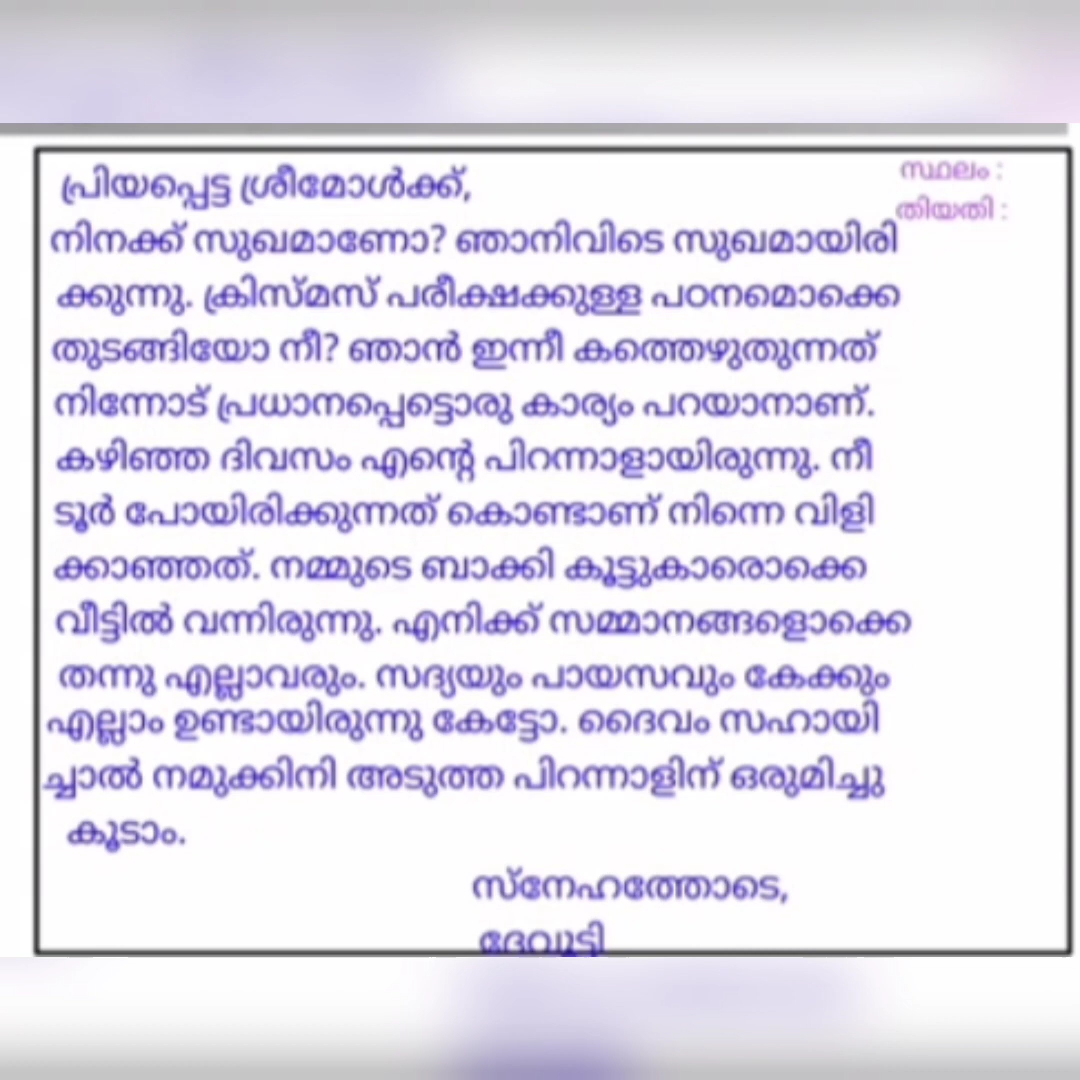 സ്ഥലം :
തിയതി :
പ്രിയപ്പെട്ട ശ്രീമോൾക്ക്,
നിനക്ക് സുഖമാണോ? ഞാനിവിടെ സുഖമായിരി
ക്കുന്നു. ക്രിസ്മസ് പരീക്ഷക്കുള്ള പഠനമൊക്കെ
തുടങ്ങിയോ നീ? ഞാൻ ഇന്നീ കത്തെഴുതുന്നത്
നിന്നോട് പ്രധാനപ്പെട്ടൊരു കാര്യം പറയാനാണ്.
കഴിഞ്ഞ ദിവസം എന്റെ പിറന്നാളായിരുന്നു. നീ
ടൂർ പോയിരിക്കുന്നത് കൊണ്ടാണ് നിന്നെ വിളി
ക്കാഞ്ഞത്. നമ്മുടെ ബാക്കി കൂട്ടുകാരൊക്കെ
വീട്ടിൽ വന്നിരുന്നു. എനിക്ക് സമ്മാനങ്ങളൊക്കെ
തന്നു എല്ലാവരും. സദ്യയും പായസവും കേക്കും
എല്ലാം ഉണ്ടായിരുന്നു കേട്ടോ. ദൈവം സഹായി
ച്ചാൽ നമുക്കിനി അടുത്ത പിറന്നാളിന് ഒരുമിച്ചു
കൂടാം.
സ്നേഹത്തോടെ,
ദേവൂട്ടി